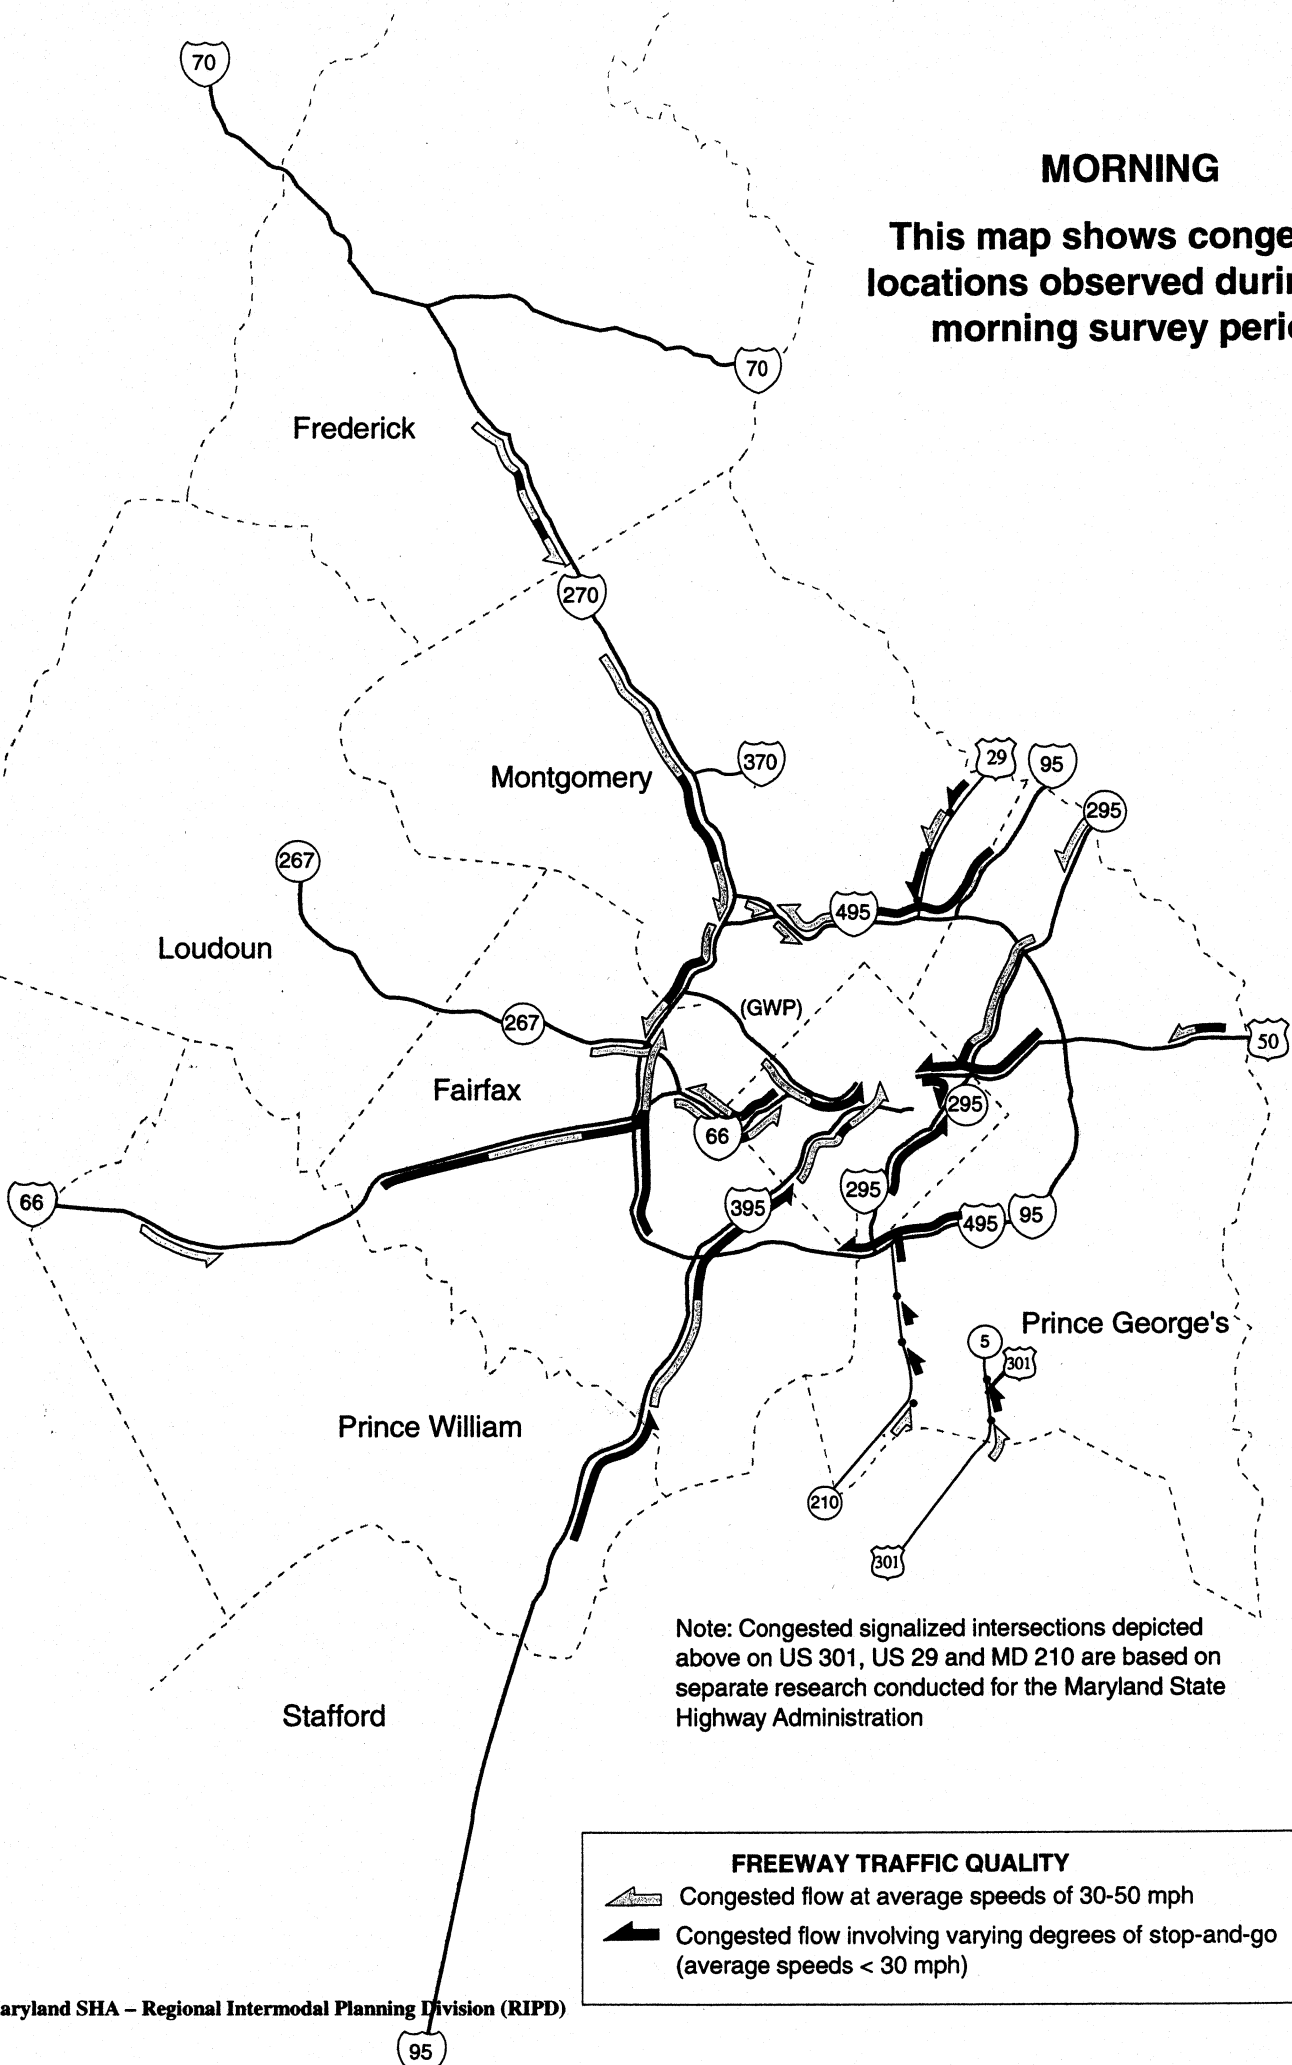 70
MORNING
This map shows conge
locations observed durin
morning survey peri
70
Frederick
270
370
29
95
Montgomery
295
267
495
Loudoun
(GWP)
267
50
Fairfax
295
66
295
66
395
495
95
Prince George's
5
301
Prince William
210
301
Note: Congested signalized intersections depicted
above on US 301, US 29 and MD 210 are based on
separate research conducted for the Maryland State
Highway Administration
Stafford
FREEWAY TRAFFIC QUALITY
Congested flow at average speeds of 30-50 mph
Congested flow involving varying degrees of stop-and-go
(average speeds < 30 mph)
aryland SHA – Regional Intermodal Planning Division (RIPD)
95